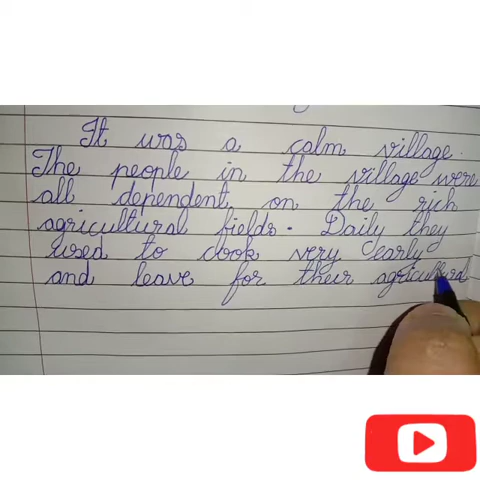 It was a calm village.
The people in the village were
all dependent on the rich
agricultural fields. Daily they
used to cook very early
and leave for their agricultural